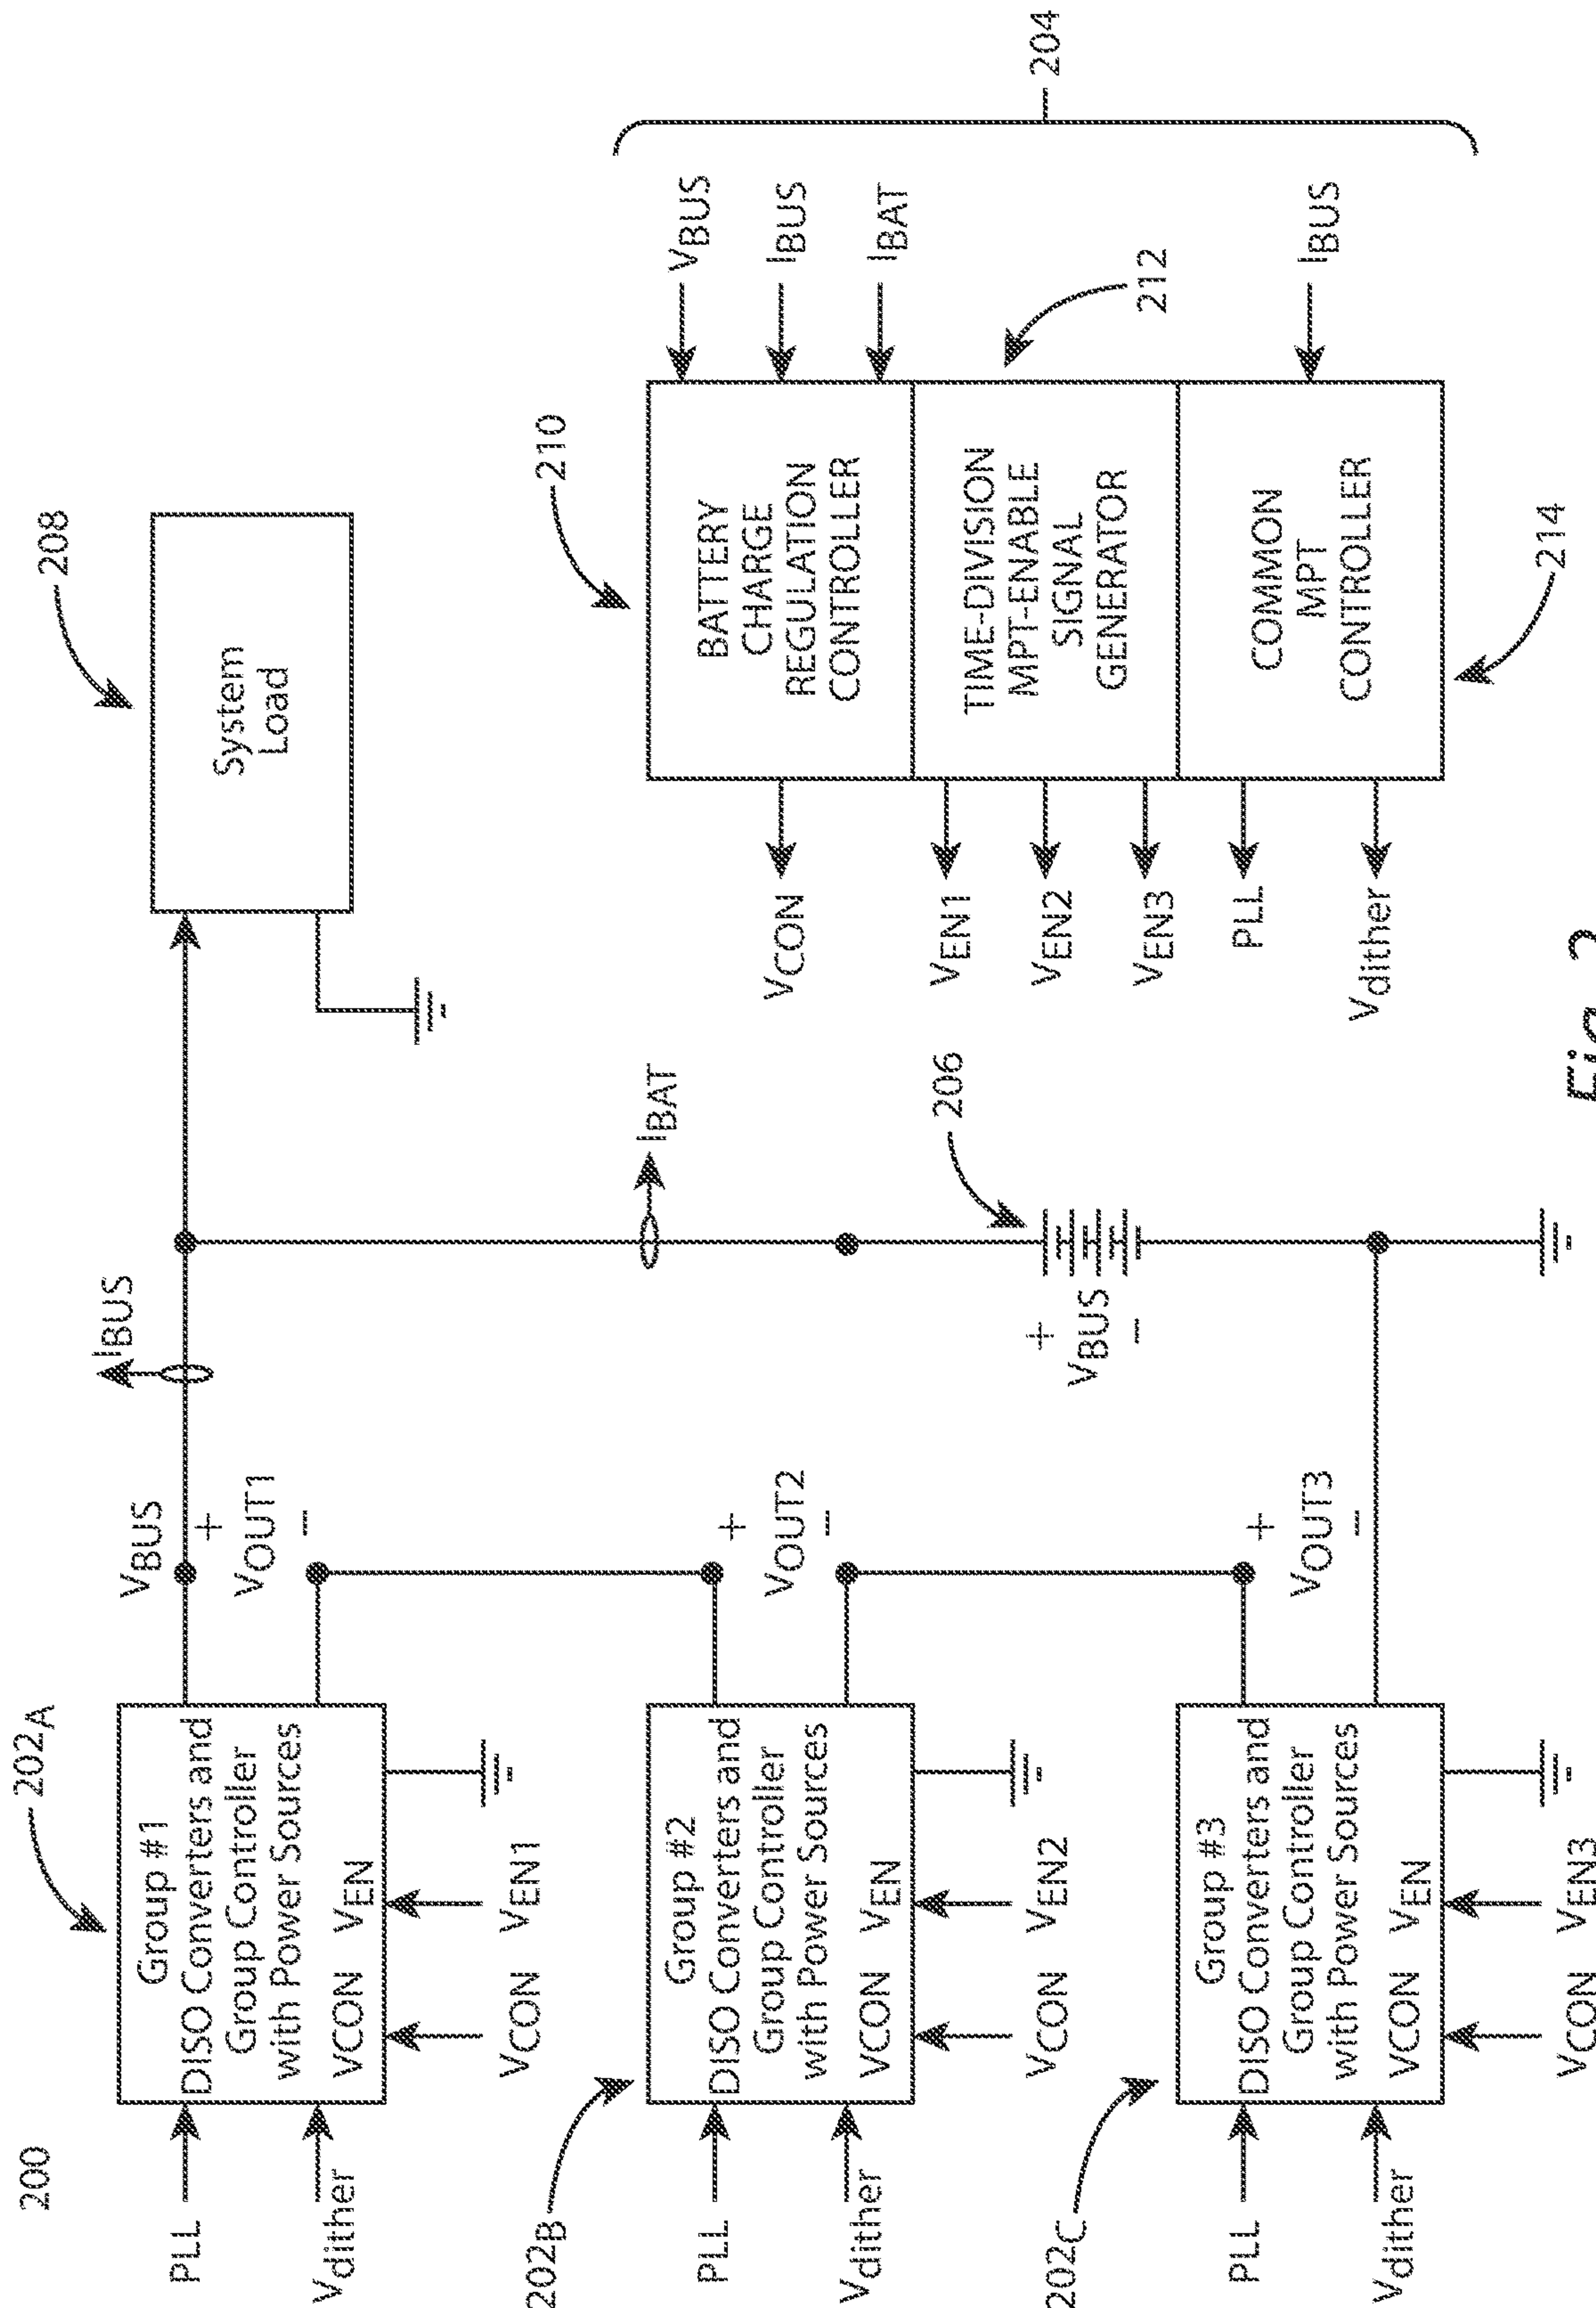 200
202A
Group #1
DISO Converters and
Group Controller
with Power Sources
VCON VEN
PLL
Vdither
VCON VEN1
VBUS
+
VOUT1
−
IBUS
208
System
Load
202B
Group #2
DISO Converters and
Group Controller
with Power Sources
VCON VEN
PLL
Vdither
VCON VEN2
+
VOUT2
−
IBAT
206
+
VBUS
−
202C
Group #3
DISO Converters and
Group Controller
with Power Sources
VCON VEN
PLL
Vdither
VCON VEN3
+
VOUT3
−
210
BATTERY
CHARGE
REGULATION
CONTROLLER
VCON
VBUS
IBUS
IBAT
TIME-DIVISION
MPT-ENABLE
SIGNAL
GENERATOR
VEN1
VEN2
VEN3
212
COMMON
MPT
CONTROLLER
PLL
Vdither
IBUS
214
204
Fig. 2